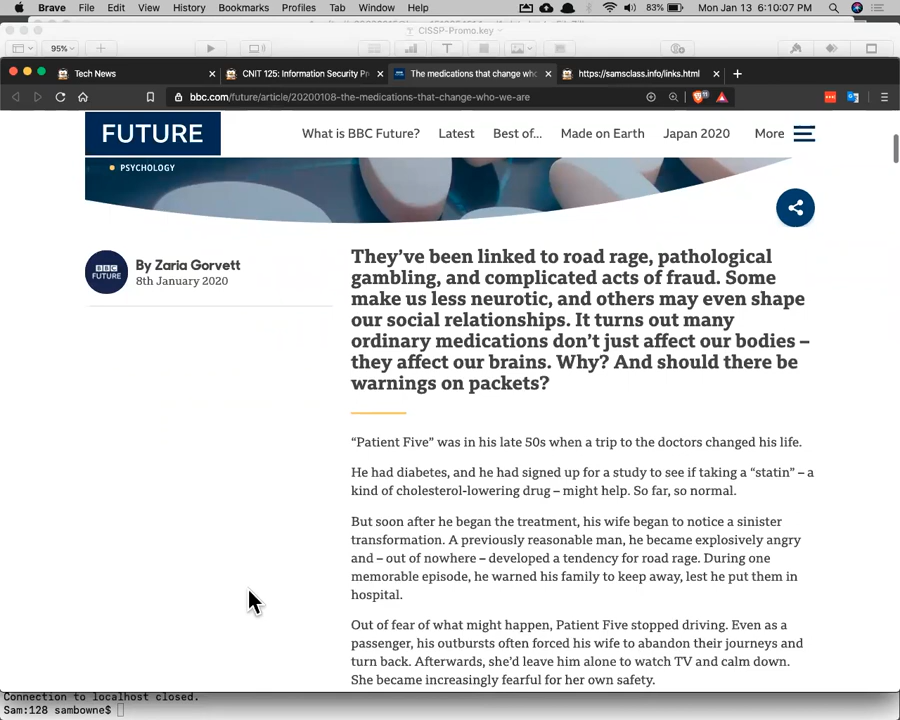 Brave File Edit View History Bookmarks Profiles Tab Window Help 83% Mon Jan 13 6:10:07 PM
CISSP-Promo.key
95%
Tech News
CNIT 125: Information Security Pr
The medications that change who
https://samsclass.info/links.html
bbc.com/future/article/20200108-the-medications-that-change-who-we-are
FUTURE
What is BBC Future? Latest Best of... Made on Earth Japan 2020 More
PSYCHOLOGY
BBC
FUTURE
By Zaria Gorvett
8th January 2020
They’ve been linked to road rage, pathological
gambling, and complicated acts of fraud. Some
make us less neurotic, and others may even shape
our social relationships. It turns out many
ordinary medications don’t just affect our bodies –
they affect our brains. Why? And should there be
warnings on packets?
“Patient Five” was in his late 50s when a trip to the doctors changed his life.
He had diabetes, and he had signed up for a study to see if taking a “statin” – a
kind of cholesterol-lowering drug – might help. So far, so normal.
But soon after he began the treatment, his wife began to notice a sinister
transformation. A previously reasonable man, he became explosively angry
and – out of nowhere – developed a tendency for road rage. During one
memorable episode, he warned his family to keep away, lest he put them in
hospital.
Out of fear of what might happen, Patient Five stopped driving. Even as a
passenger, his outbursts often forced his wife to abandon their journeys and
turn back. Afterwards, she’d leave him alone to watch TV and calm down.
She became increasingly fearful for her own safety.
Connection to localhost closed.
Sam:128 sambowne$